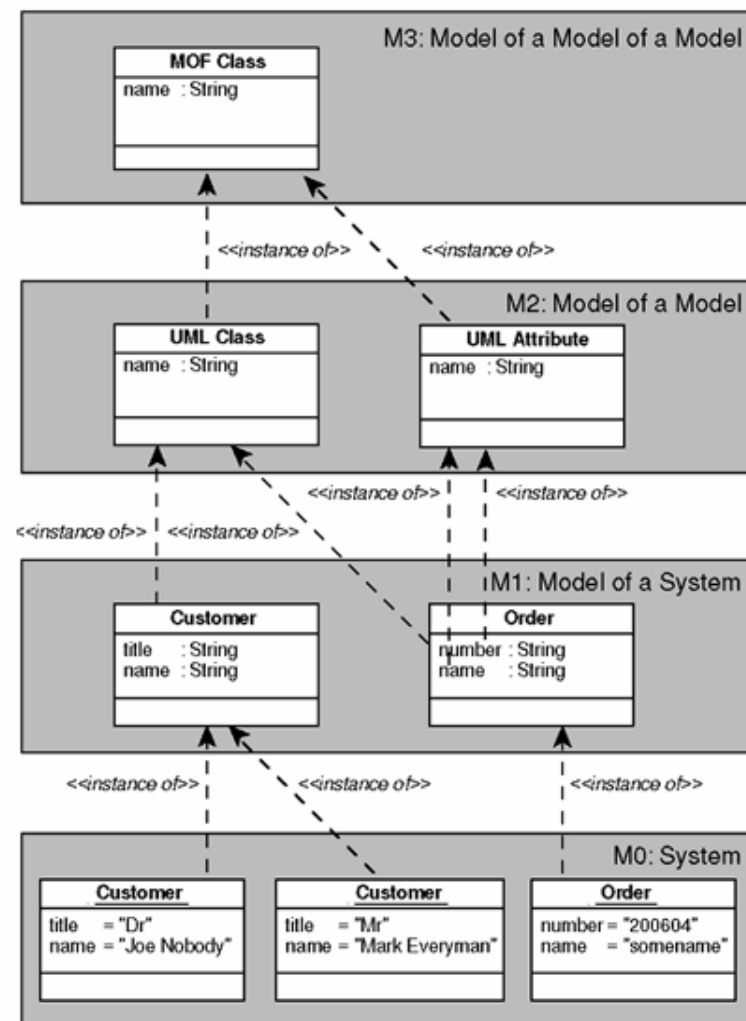 M3: Model of a Model of a Model
MOF Class
name : String
<<instance of>>
<<instance of>>
M2: Model of a Model
UML Class
name : String
UML Attribute
name : String
<<instance of>>
<<instance of>>
<<instance of>>
<<instance of>>
M1: Model of a System
Customer
title : String
name : String
Order
number : String
name : String
<<instance of>>
<<instance of>>
<<instance of>>
M0: System
Customer
title = "Dr"
name = "Joe Nobody"
Customer
title = "Mr"
name = "Mark Everyman"
Order
number = "200604"
name = "somename"